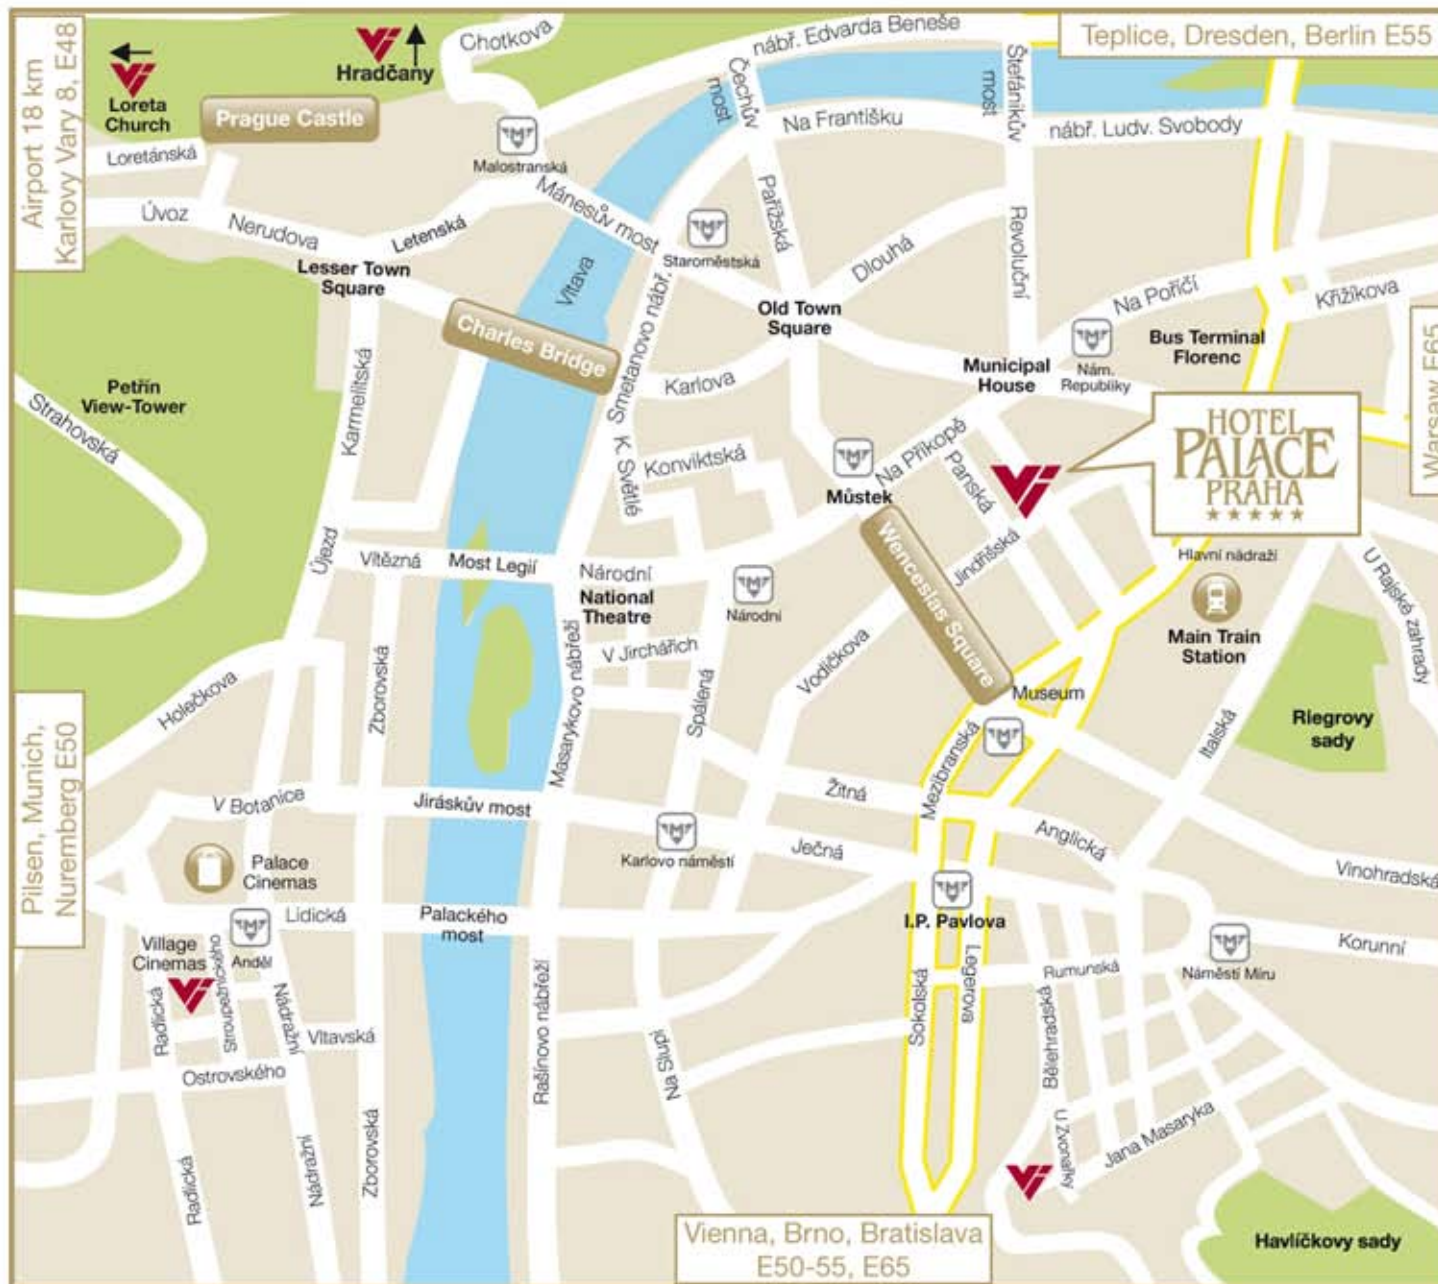 Airport 18 km
Karlovy Vary 8, E48
Loreta
Church
Hradčany
Chotkova
nábř. Edvarda Beneše
Teplice, Dresden, Berlin E55
Prague Castle
Loretánská
Malostranská
Čechův
most
Na Františku
Štefánikův
most
nábř. Ludv. Svobody
Úvoz
Nerudova
Letenská
Mánesův most
Staroměstská
Pařížská
Dlouhá
Revoluční
Na Poříčí
Křižíkova
Lesser Town
Square
Vltava
Charles Bridge
Smetanovo nábř.
Old Town
Square
Municipal
House
Nám.
Republiky
Bus Terminal
Florenc
Warsaw E65
Petřín
View-Tower
Strahovská
Karmelitská
Karlova
K. Světlé
Konviktská
Můstek
Na Příkopě
Panská
HOTEL
PALACE
PRAHA
Újezd
Vítězná
Most Legií
Národní
National
Theatre
Národní
Wenceslas Square
Jindřišská
Hlavní nádraží
Main Train
Station
U Rajské zahrady
Holečkova
Zborovská
Masarykovo nábřeží
V Jirchářích
Spálená
Vodičkova
Museum
Mezibranská
Italská
Riegrovy
sady
Pilsen, Munich,
Nuremberg E50
V Botanice
Jiráskův most
Žitná
Anglická
Palace
Cinemas
Karlovo náměstí
Ječná
Vinohradská
Lidická
Palackého
most
I.P. Pavlova
Korunní
Village
Cinemas
Anděl
Rumunská
Náměstí Míru
Radlická
Stroupežnického
Nádražní
Vltavská
Ostrovského
Rašínovo nábřeží
Na Slupi
Sokolská
Legerova
Bělehradská
Radlická
Nádražní
Zborovská
U Zvonařky
Jana Masaryka
Vienna, Brno, Bratislava
E50-55, E65
Havlíčkovy sady